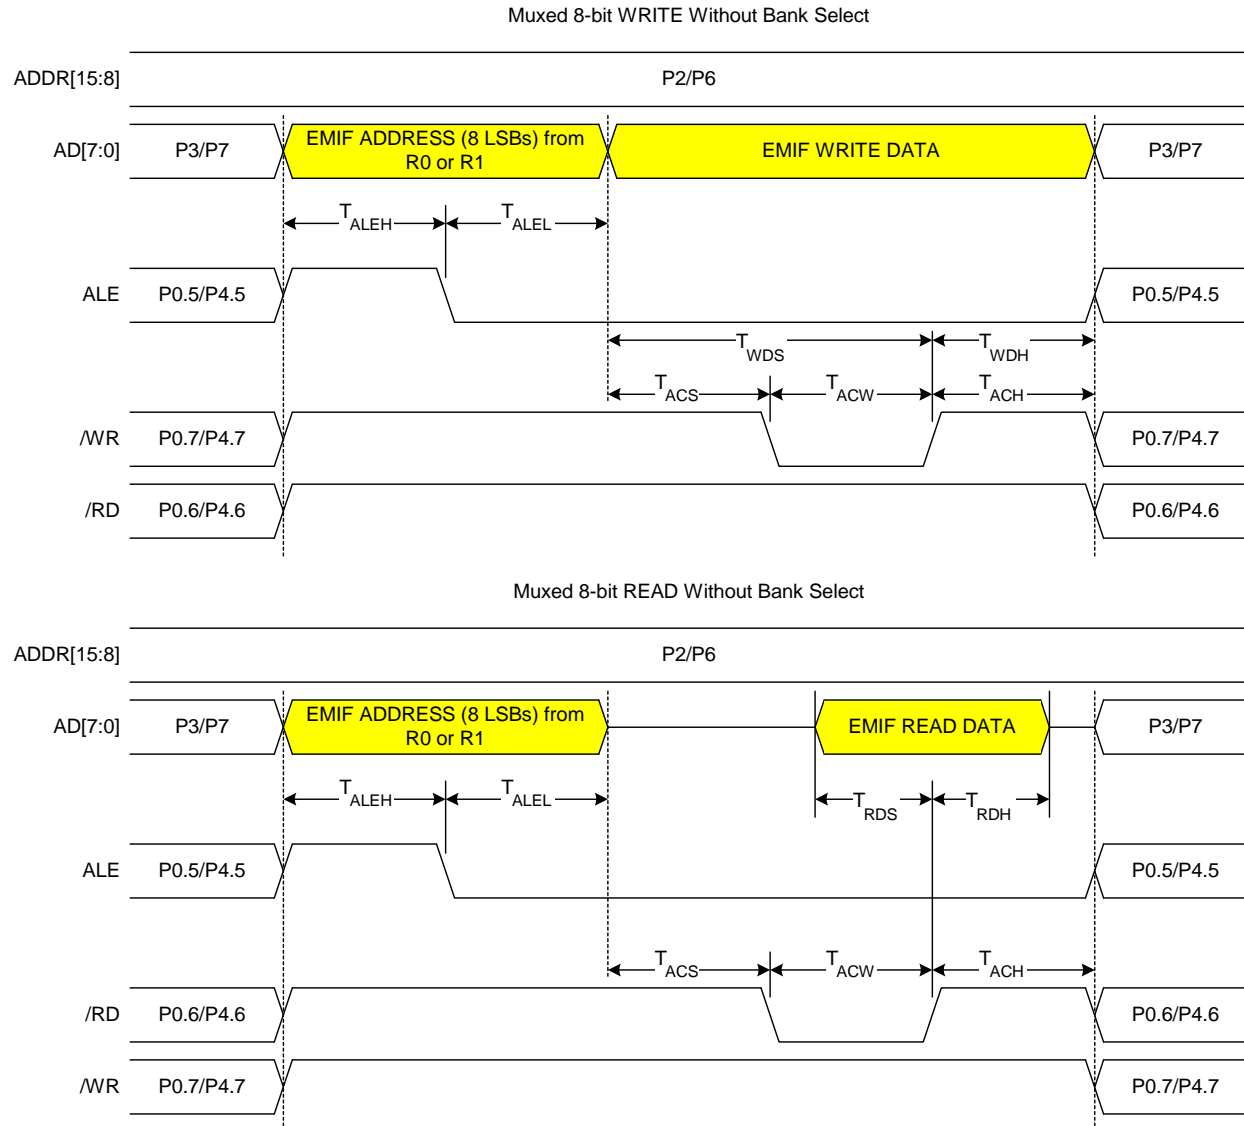 Muxed 8-bit WRITE Without Bank Select
ADDR[15:8] P2/P6
AD[7:0] P3/P7 EMIF ADDRESS (8 LSBs) from R0 or R1 EMIF WRITE DATA P3/P7
TALEH TALEL
ALE P0.5/P4.5 P0.5/P4.5
TWDS TWDH
TACS TACW TACH
/WR P0.7/P4.7 P0.7/P4.7
/RD P0.6/P4.6 P0.6/P4.6
Muxed 8-bit READ Without Bank Select
ADDR[15:8] P2/P6
AD[7:0] P3/P7 EMIF ADDRESS (8 LSBs) from R0 or R1 EMIF READ DATA P3/P7
TALEH TALEL TRDS TRDH
ALE P0.5/P4.5 P0.5/P4.5
TACS TACW TACH
/RD P0.6/P4.6 P0.6/P4.6
/WR P0.7/P4.7 P0.7/P4.7